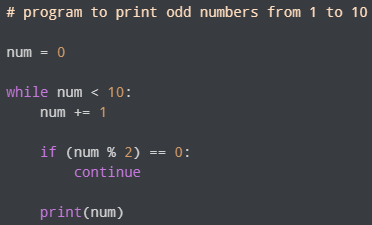 # program to print odd numbers from 1 to 10
num = 0
while num < 10:
    num += 1
    if (num % 2) == 0:
        continue
    print(num)